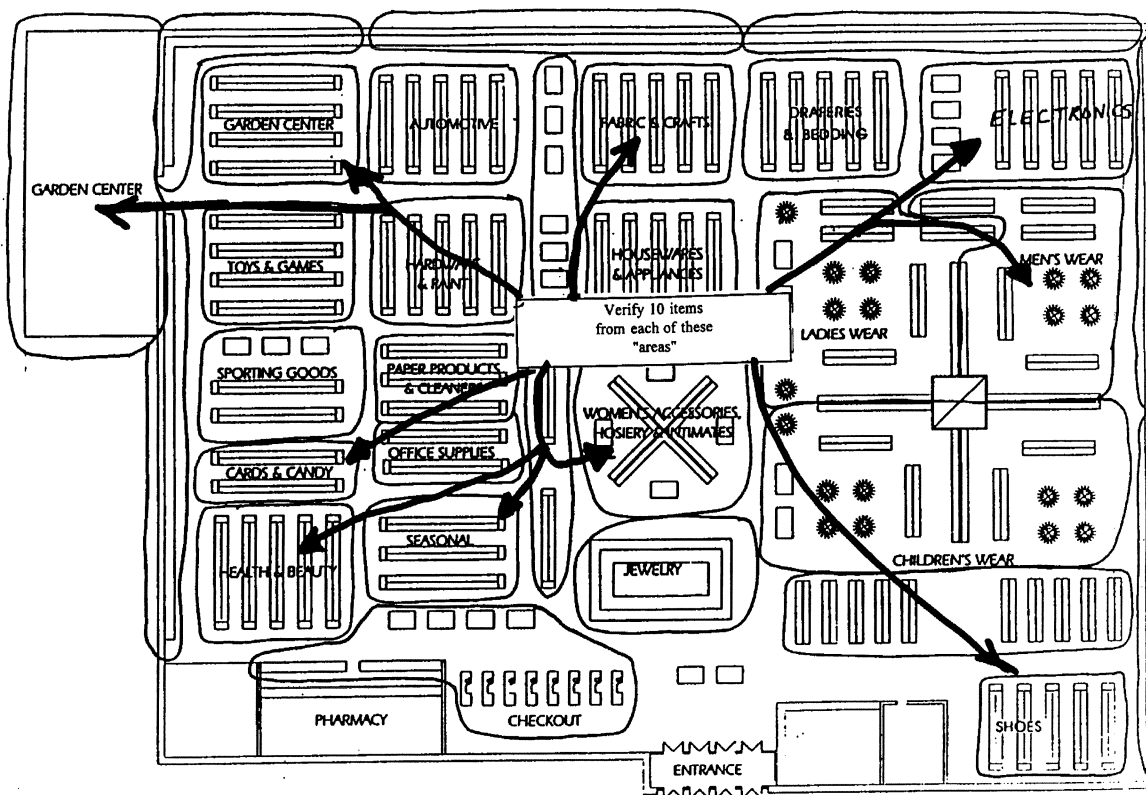 GARDEN CENTER
AUTOMOTIVE
FABRIC & CRAFTS
DRAPERIES
& BEDDING
ELECTRONICS
GARDEN CENTER
TOYS & GAMES
HARDWARE
& PAINT
HOUSEWARES
& APPLIANCES
MEN'S WEAR
LADIES WEAR
Verify 10 items
from each of these
"areas"
SPORTING GOODS
PAPER PRODUCTS
& CLEANERS
WOMEN'S ACCESSORIES,
HOSIERY & INTIMATES
OFFICE SUPPLIES
CARDS & CANDY
SEASONAL
HEALTH & BEAUTY
JEWELRY
CHILDREN'S WEAR
PHARMACY
CHECKOUT
SHOES
ENTRANCE